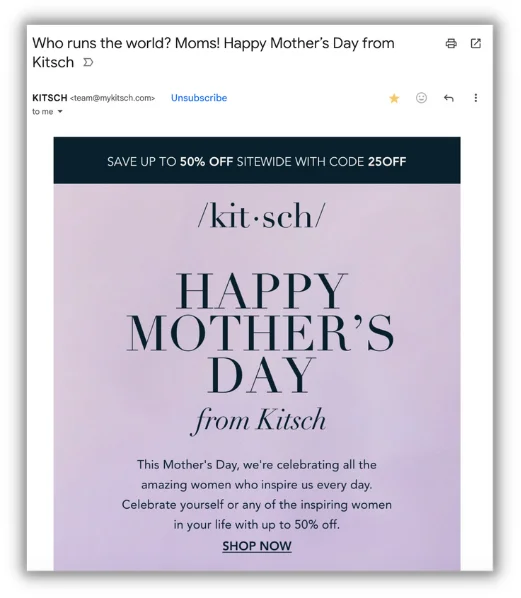 Who runs the world? Moms! Happy Mother’s Day from
Kitsch
KITSCH <team@mykitsch.com> Unsubscribe
to me
SAVE UP TO 50% OFF SITEWIDE WITH CODE 25OFF
/kit·sch/
HAPPY
MOTHER’S
DAY
from Kitsch
This Mother's Day, we're celebrating all the
amazing women who inspire us every day.
Celebrate yourself or any of the inspiring women
in your life with up to 50% off.
SHOP NOW